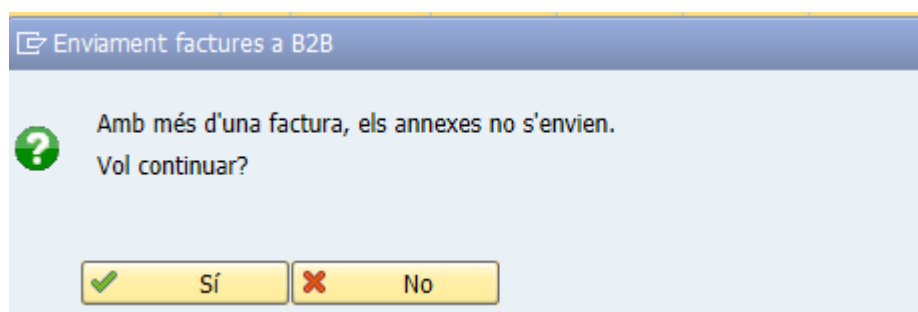 Enviament factures a B2B
Amb més d'una factura, els annexes no s'envien.
Vol continuar?
Sí
No